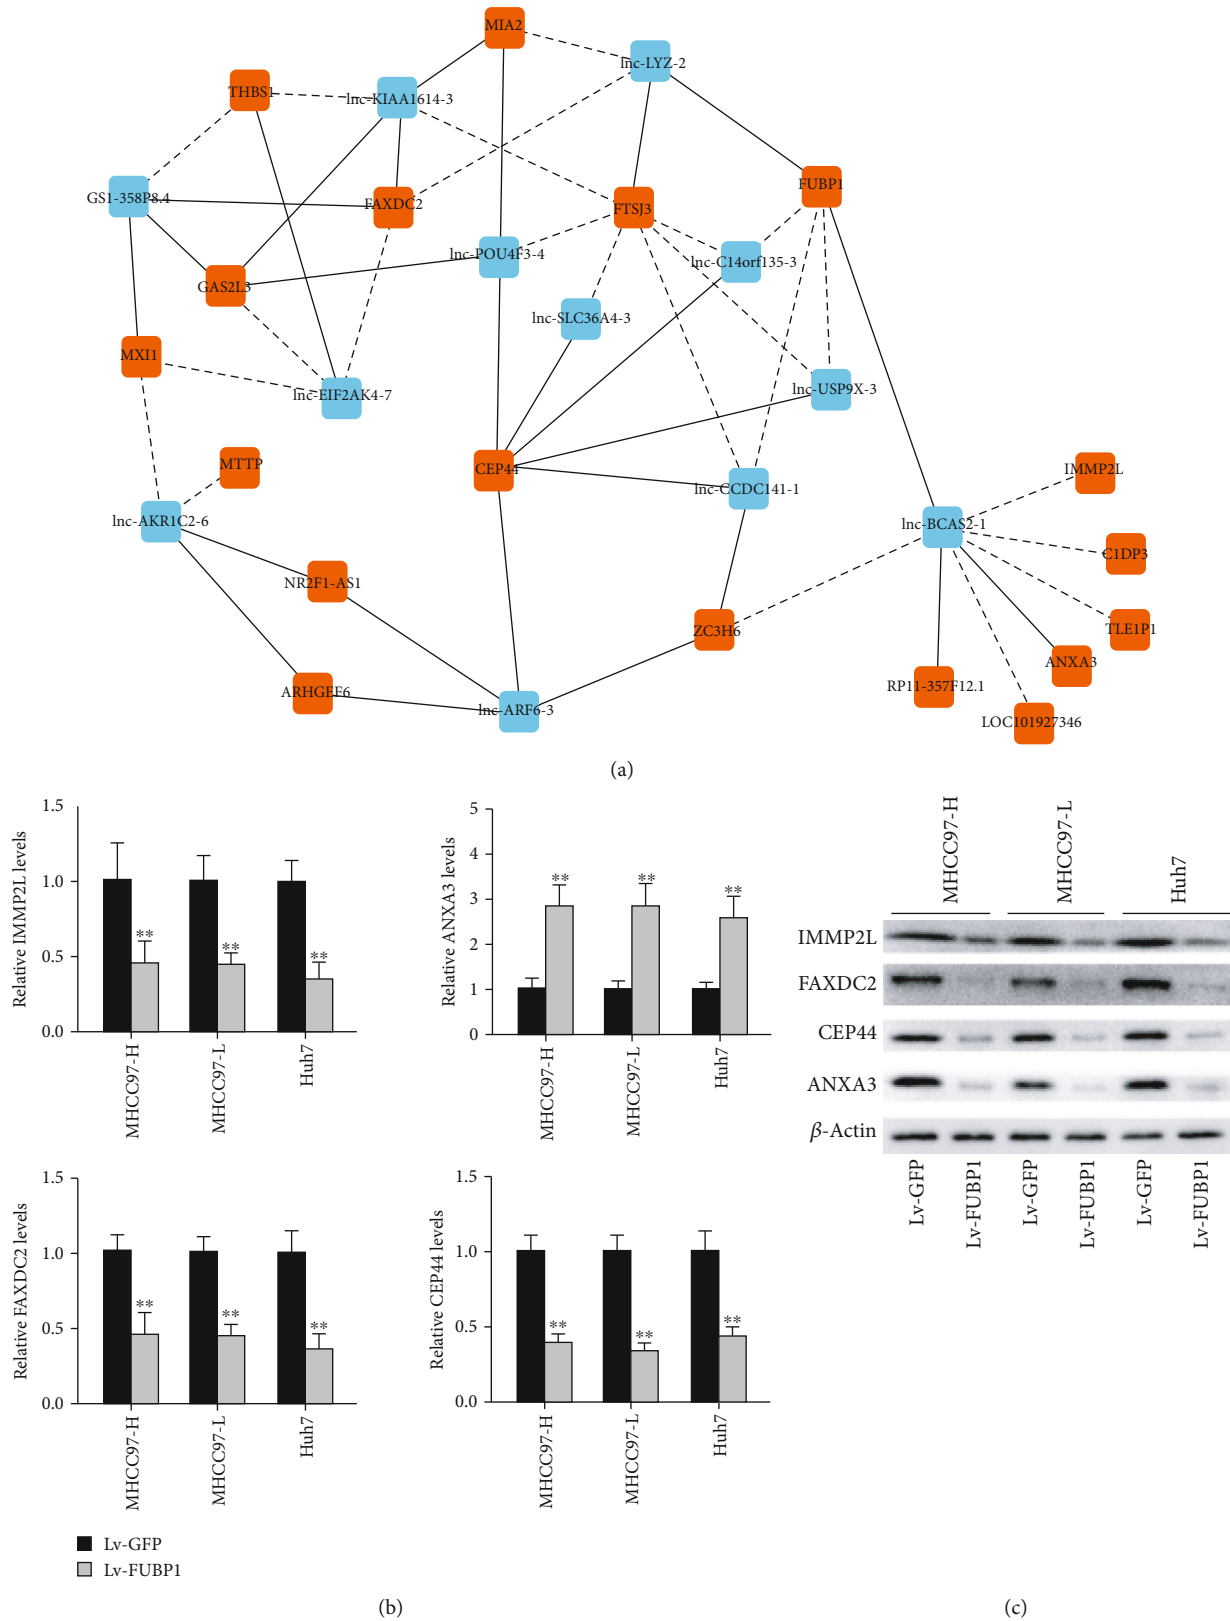 MIA2
lnc-LYZ-2
THBS1
lnc-KIAA1614-3
FUBP1
GS1-358P8.4
FAXDC2
FTSJ3
lnc-POU4F3-4
lnc-C14orf135-3
GAS2L3
lnc-SLC36A4-3
MXI1
lnc-EIF2AK4-7
lnc-USP9X-3
MTTP
CEP44
IMMP2L
lnc-CCDC141-1
lnc-AKR1C2-6
lnc-BCAS2-1
C1DP3
NR2F1-AS1
ZC3H6
TLE1P1
ANXA3
ARHGEF6
RP11-357F12.1
lnc-ARF6-3
LOC101927346
(a)
Relative IMMP2L levels
1.5
1.0
0.5
0.0
**
**
**
MHCC97-H
MHCC97-L
Huh7
Relative ANXA3 levels
5
4
3
2
1
0
**
**
**
MHCC97-H
MHCC97-L
Huh7
Relative FAXDC2 levels
1.5
1.0
0.5
0.0
**
**
**
MHCC97-H
MHCC97-L
Huh7
Relative CEP44 levels
1.5
1.0
0.5
0.0
**
**
**
MHCC97-H
MHCC97-L
Huh7
Lv-GFP
Lv-FUBP1
(b)
MHCC97-H
MHCC97-L
Huh7
IMMP2L
FAXDC2
CEP44
ANXA3
β-Actin
Lv-GFP
Lv-FUBP1
Lv-GFP
Lv-FUBP1
Lv-GFP
Lv-FUBP1
(c)